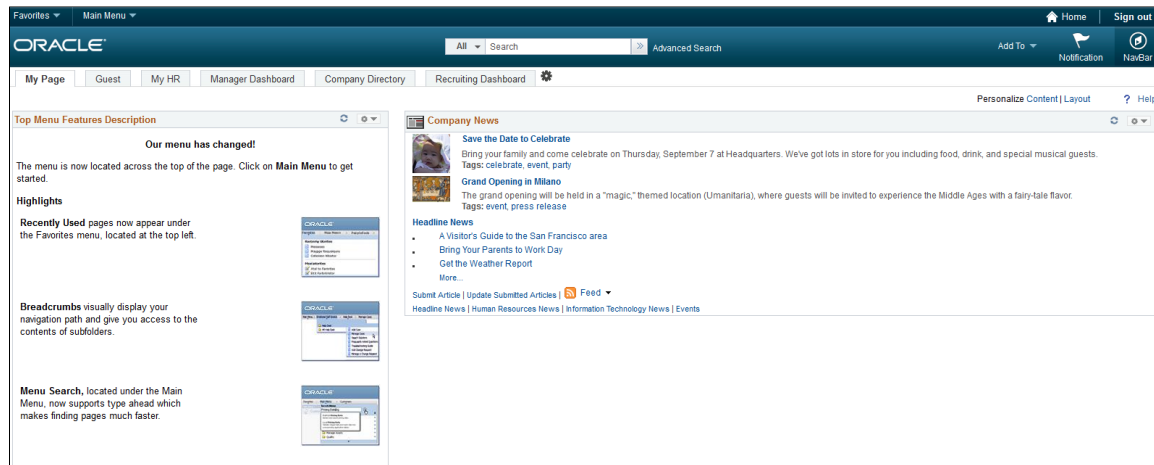 Favorites Main Menu Home Sign out
ORACLE All Search Advanced Search Add To Notification NavBar
My Page Guest My HR Manager Dashboard Company Directory Recruiting Dashboard
Personalize Content | Layout ? Help
Top Menu Features Description
Our menu has changed!
The menu is now located across the top of the page. Click on Main Menu to get
started.
Highlights
Recently Used pages now appear under
the Favorites menu, located at the top left.
ORACLE
Breadcrumbs visually display your
navigation path and give you access to the
contents of subfolders.
ORACLE
Menu Search, located under the Main
Menu, now supports type ahead which
makes finding pages much faster.
ORACLE
Company News
Save the Date to Celebrate
Bring your family and come celebrate on Thursday, September 7 at Headquarters. We've got lots in store for you including food, drink, and special musical guests.
Tags: celebrate, event, party
Grand Opening in Milano
The grand opening will be held in a "magic," themed location (Umanitaria), where guests will be invited to experience the Middle Ages with a fairy-tale flavor.
Tags: event, press release
Headline News
A Visitor's Guide to the San Francisco area
Bring Your Parents to Work Day
Get the Weather Report
More...
Submit Article | Update Submitted Articles | Feed
Headline News | Human Resources News | Information Technology News | Events